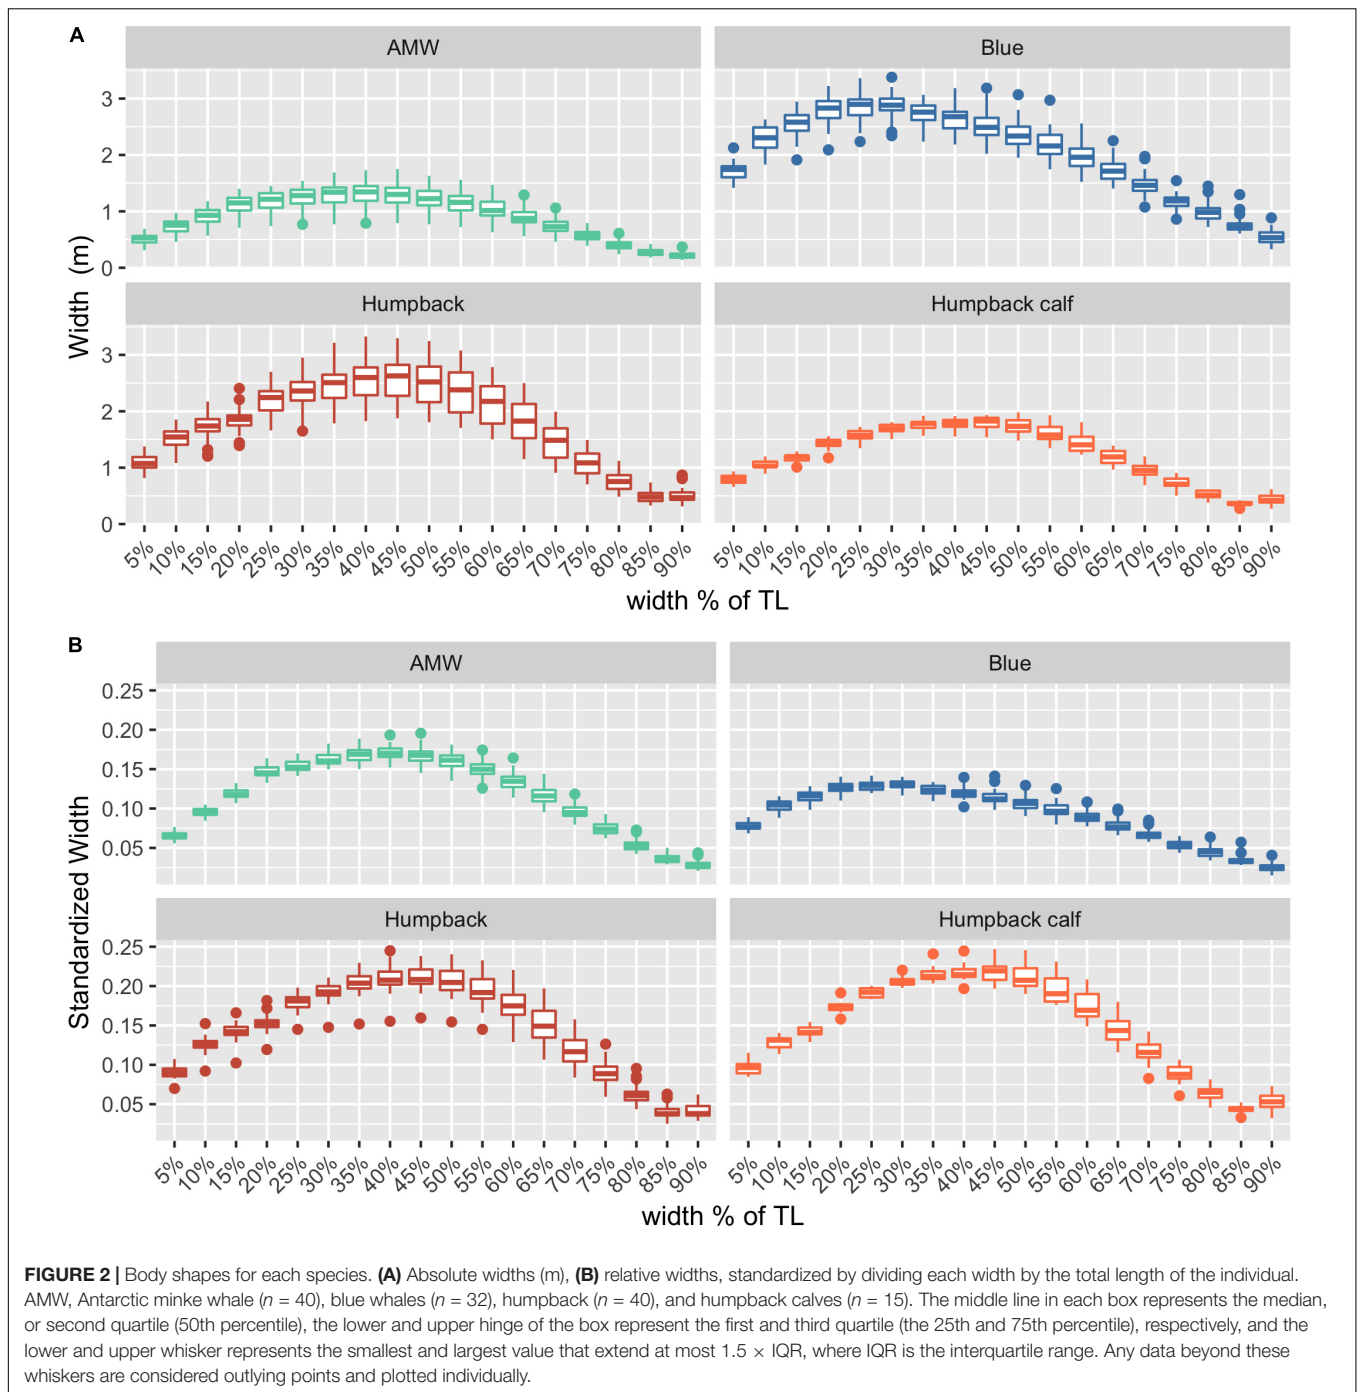 A
AMW
Blue
3
2
1
0
Humpback
Humpback calf
3
2
1
0
Width (m)
5% 10% 15% 20% 25% 30% 35% 40% 45% 50% 55% 60% 65% 70% 75% 80% 85% 90%
5% 10% 15% 20% 25% 30% 35% 40% 45% 50% 55% 60% 65% 70% 75% 80% 85% 90%
width % of TL
B
AMW
Blue
0.25
0.20
0.15
0.10
0.05
Humpback
Humpback calf
0.25
0.20
0.15
0.10
0.05
Standardized Width
5% 10% 15% 20% 25% 30% 35% 40% 45% 50% 55% 60% 65% 70% 75% 80% 85% 90%
5% 10% 15% 20% 25% 30% 35% 40% 45% 50% 55% 60% 65% 70% 75% 80% 85% 90%
width % of TL
FIGURE 2 | Body shapes for each species. (A) Absolute widths (m), (B) relative widths, standardized by dividing each width by the total length of the individual.
AMW, Antarctic minke whale (n = 40), blue whales (n = 32), humpback (n = 40), and humpback calves (n = 15). The middle line in each box represents the median,
or second quartile (50th percentile), the lower and upper hinge of the box represent the first and third quartile (the 25th and 75th percentile), respectively, and the
lower and upper whisker represents the smallest and largest value that extend at most 1.5 × IQR, where IQR is the interquartile range. Any data beyond these
whiskers are considered outlying points and plotted individually.